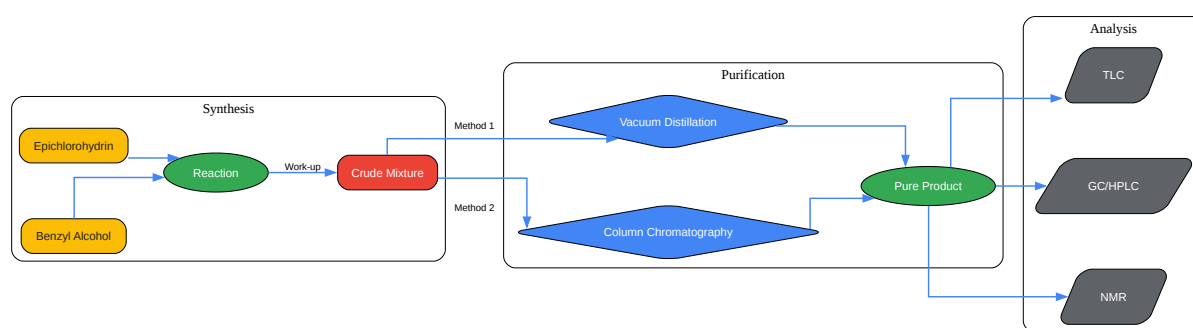 Synthesis
Epichlorohydrin
Benzyl Alcohol
Reaction
Work-up
Crude Mixture
Method 1
Method 2
Purification
Vacuum Distillation
Column Chromatography
Pure Product
Analysis
TLC
GC/HPLC
NMR